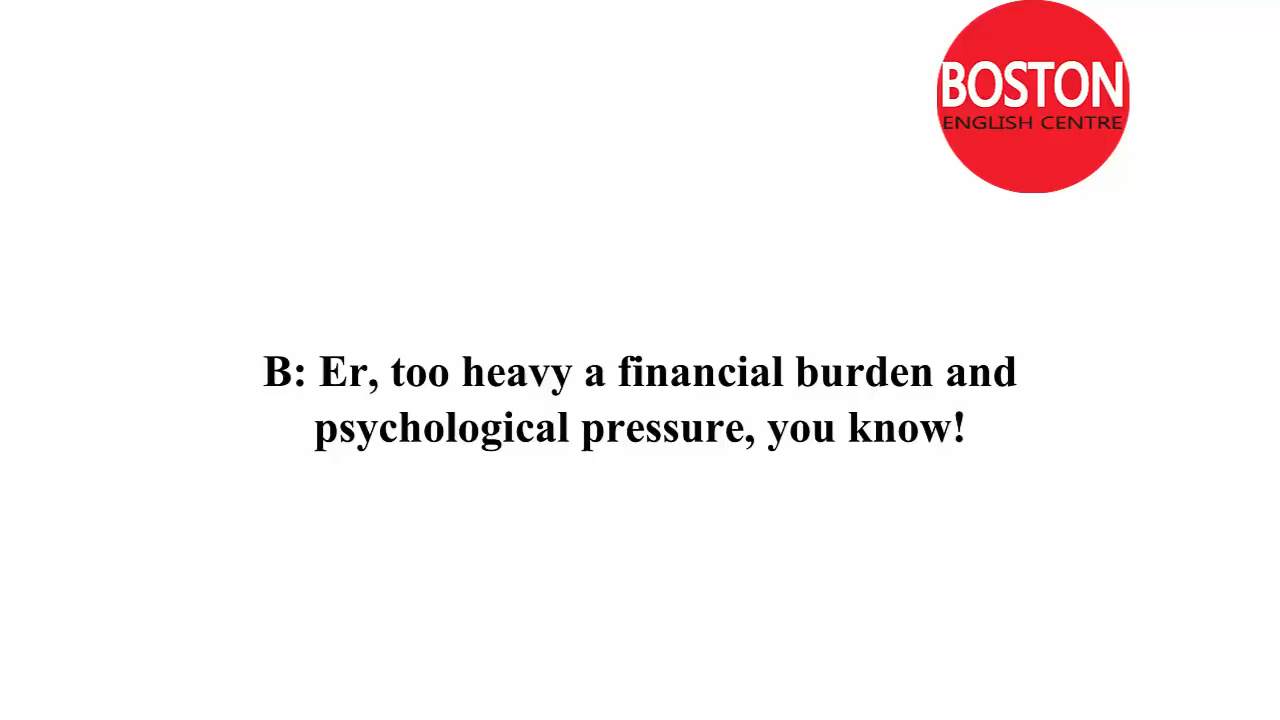 BOSTON
ENGLISH CENTRE
B: Er, too heavy a financial burden and
psychological pressure, you know!